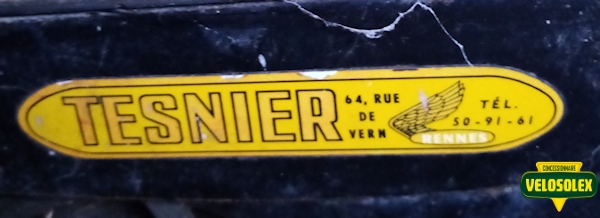 TESNIER
64, RUE
DE
VERN
RENNES
TÉL.
50-91-61
CONCESSIONNAIRE
VELOSOLEX